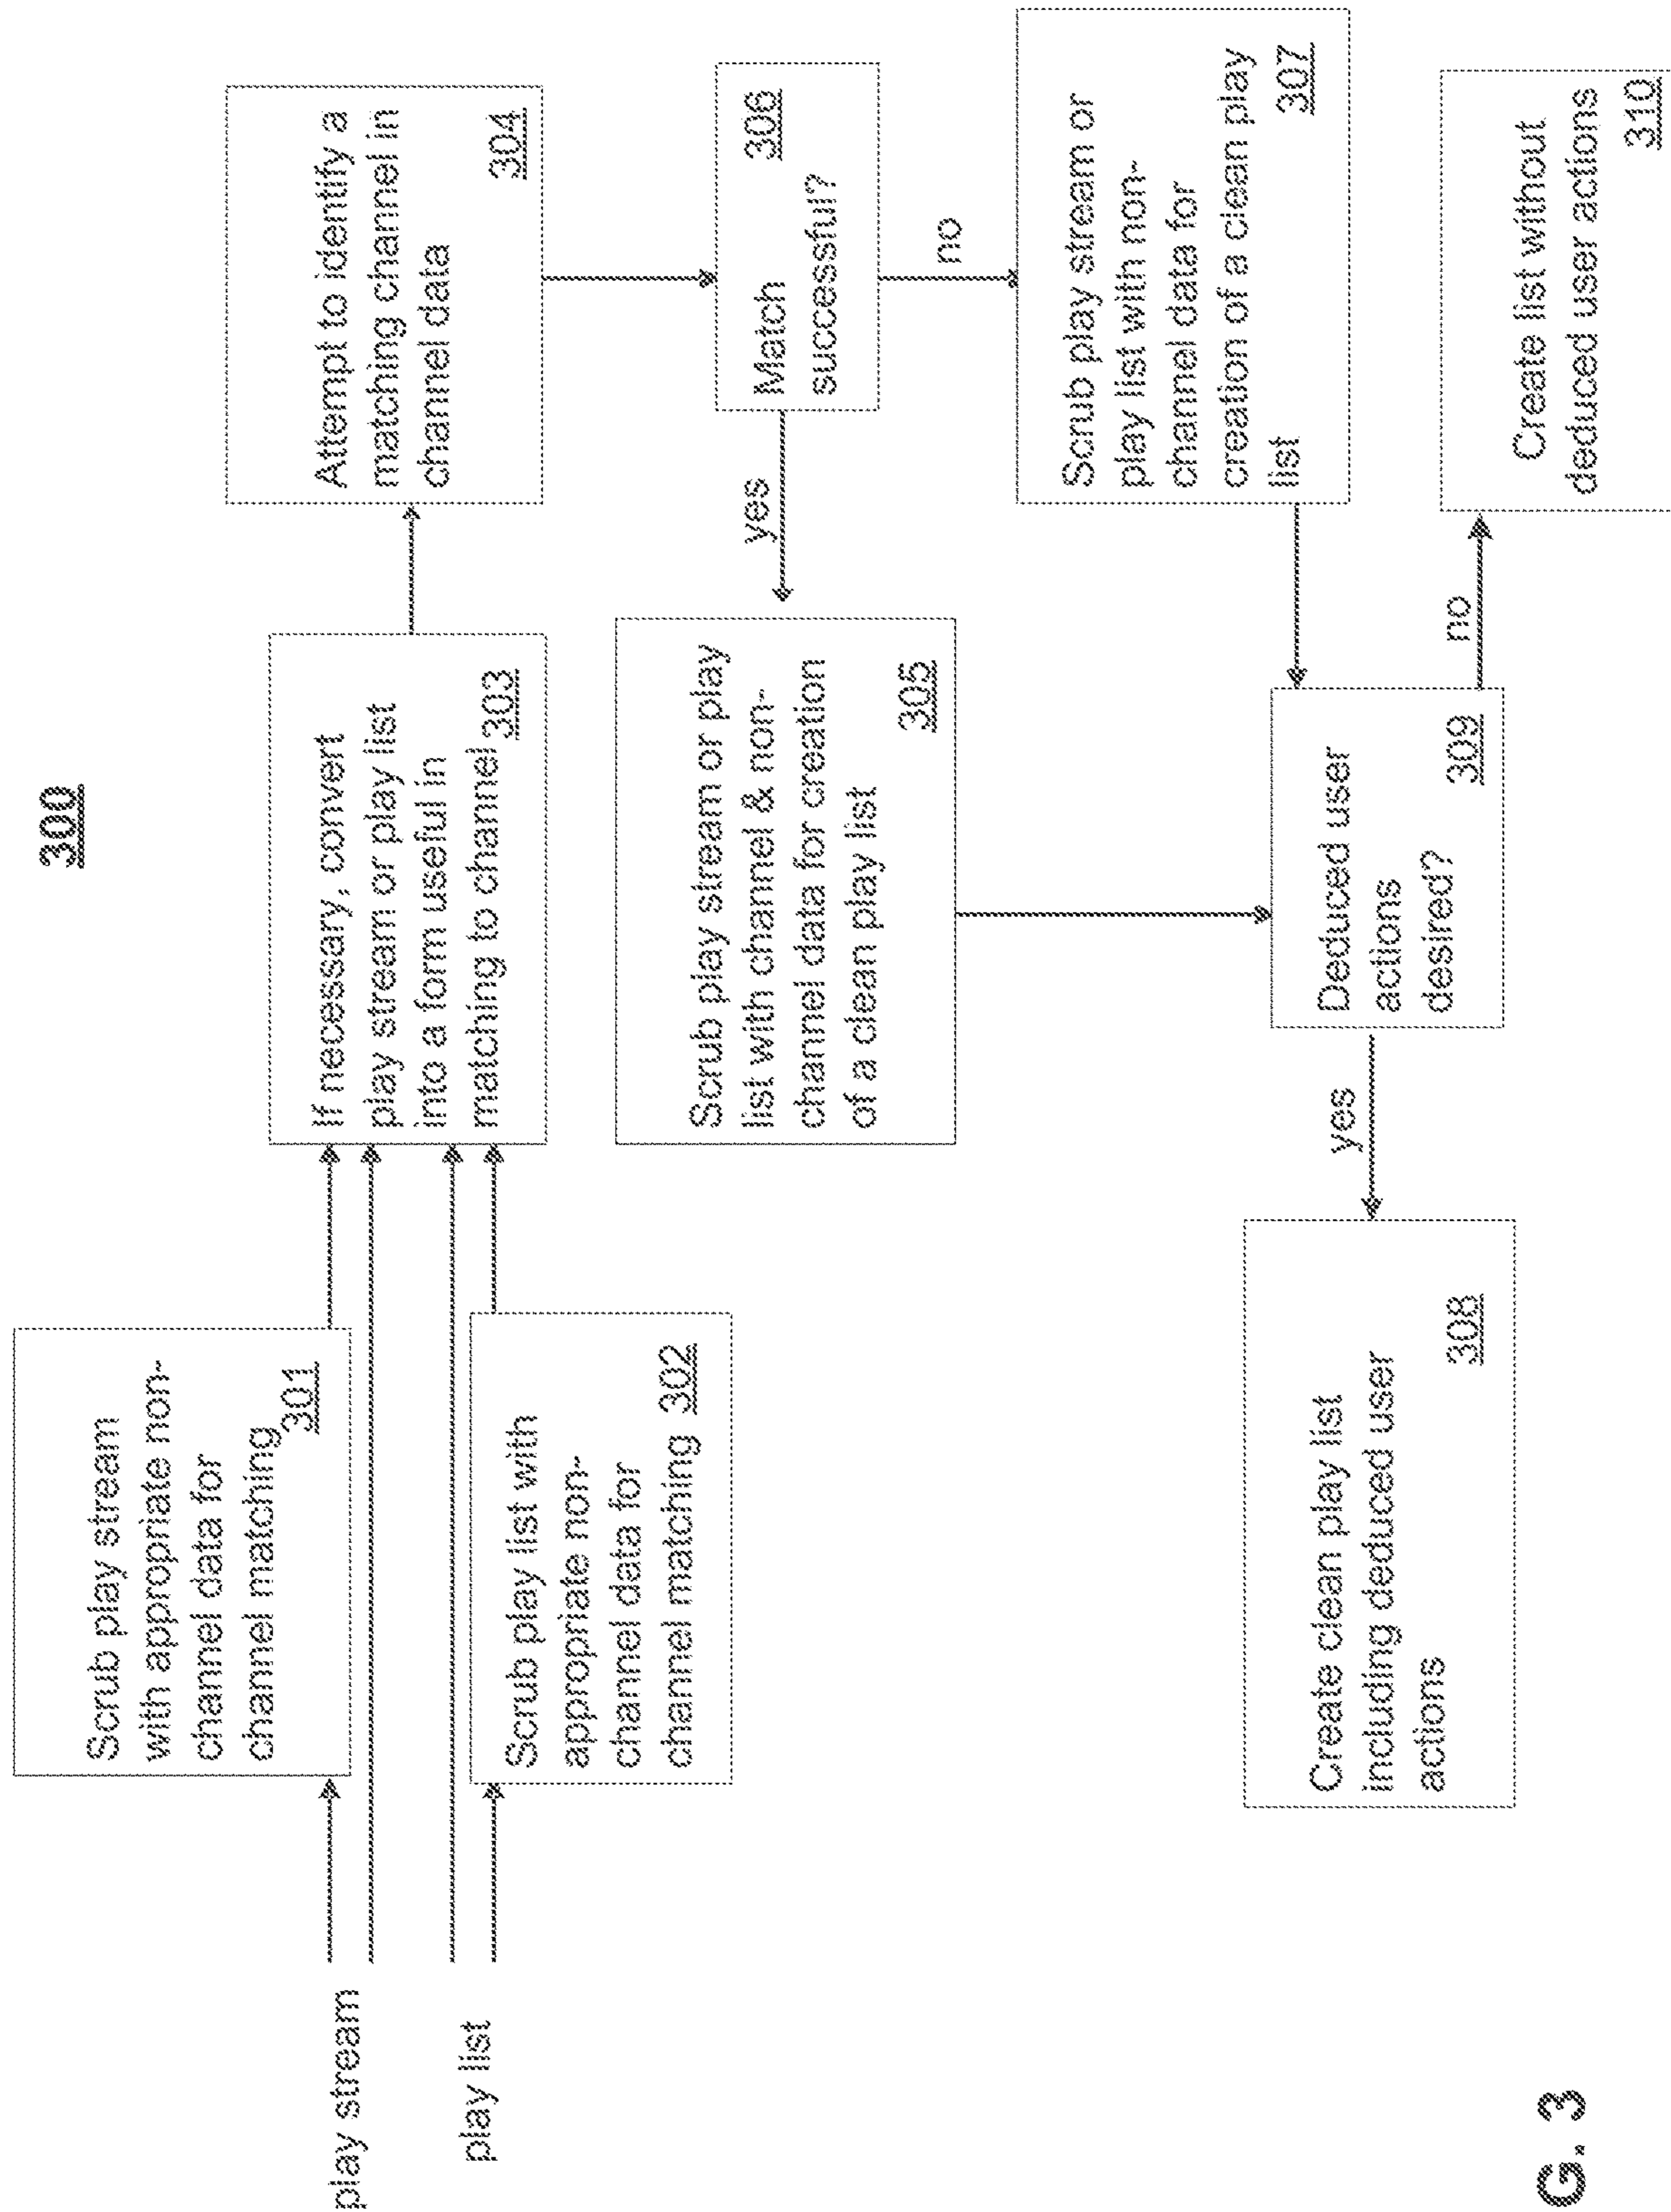 300
play stream
play list
Scrub play stream
with appropriate non-
channel data for
channel matching
301
Scrub play list with
appropriate non-
channel data for
channel matching 302
If necessary, convert
play stream or play list
into a form useful in
matching to channel
303
Attempt to identify a
matching channel in
channel data
304
Match
successful?
306
yes
no
Scrub play stream or play
list with channel & non-
channel data for creation
of a clean play list
305
Scrub play stream or
play list with non-
channel data for
creation of a clean play
list
307
Deduced user
actions
desired?
309
yes
no
Create clean play list
including deduced user
actions
308
Create list without
deduced user actions
310
G. 3